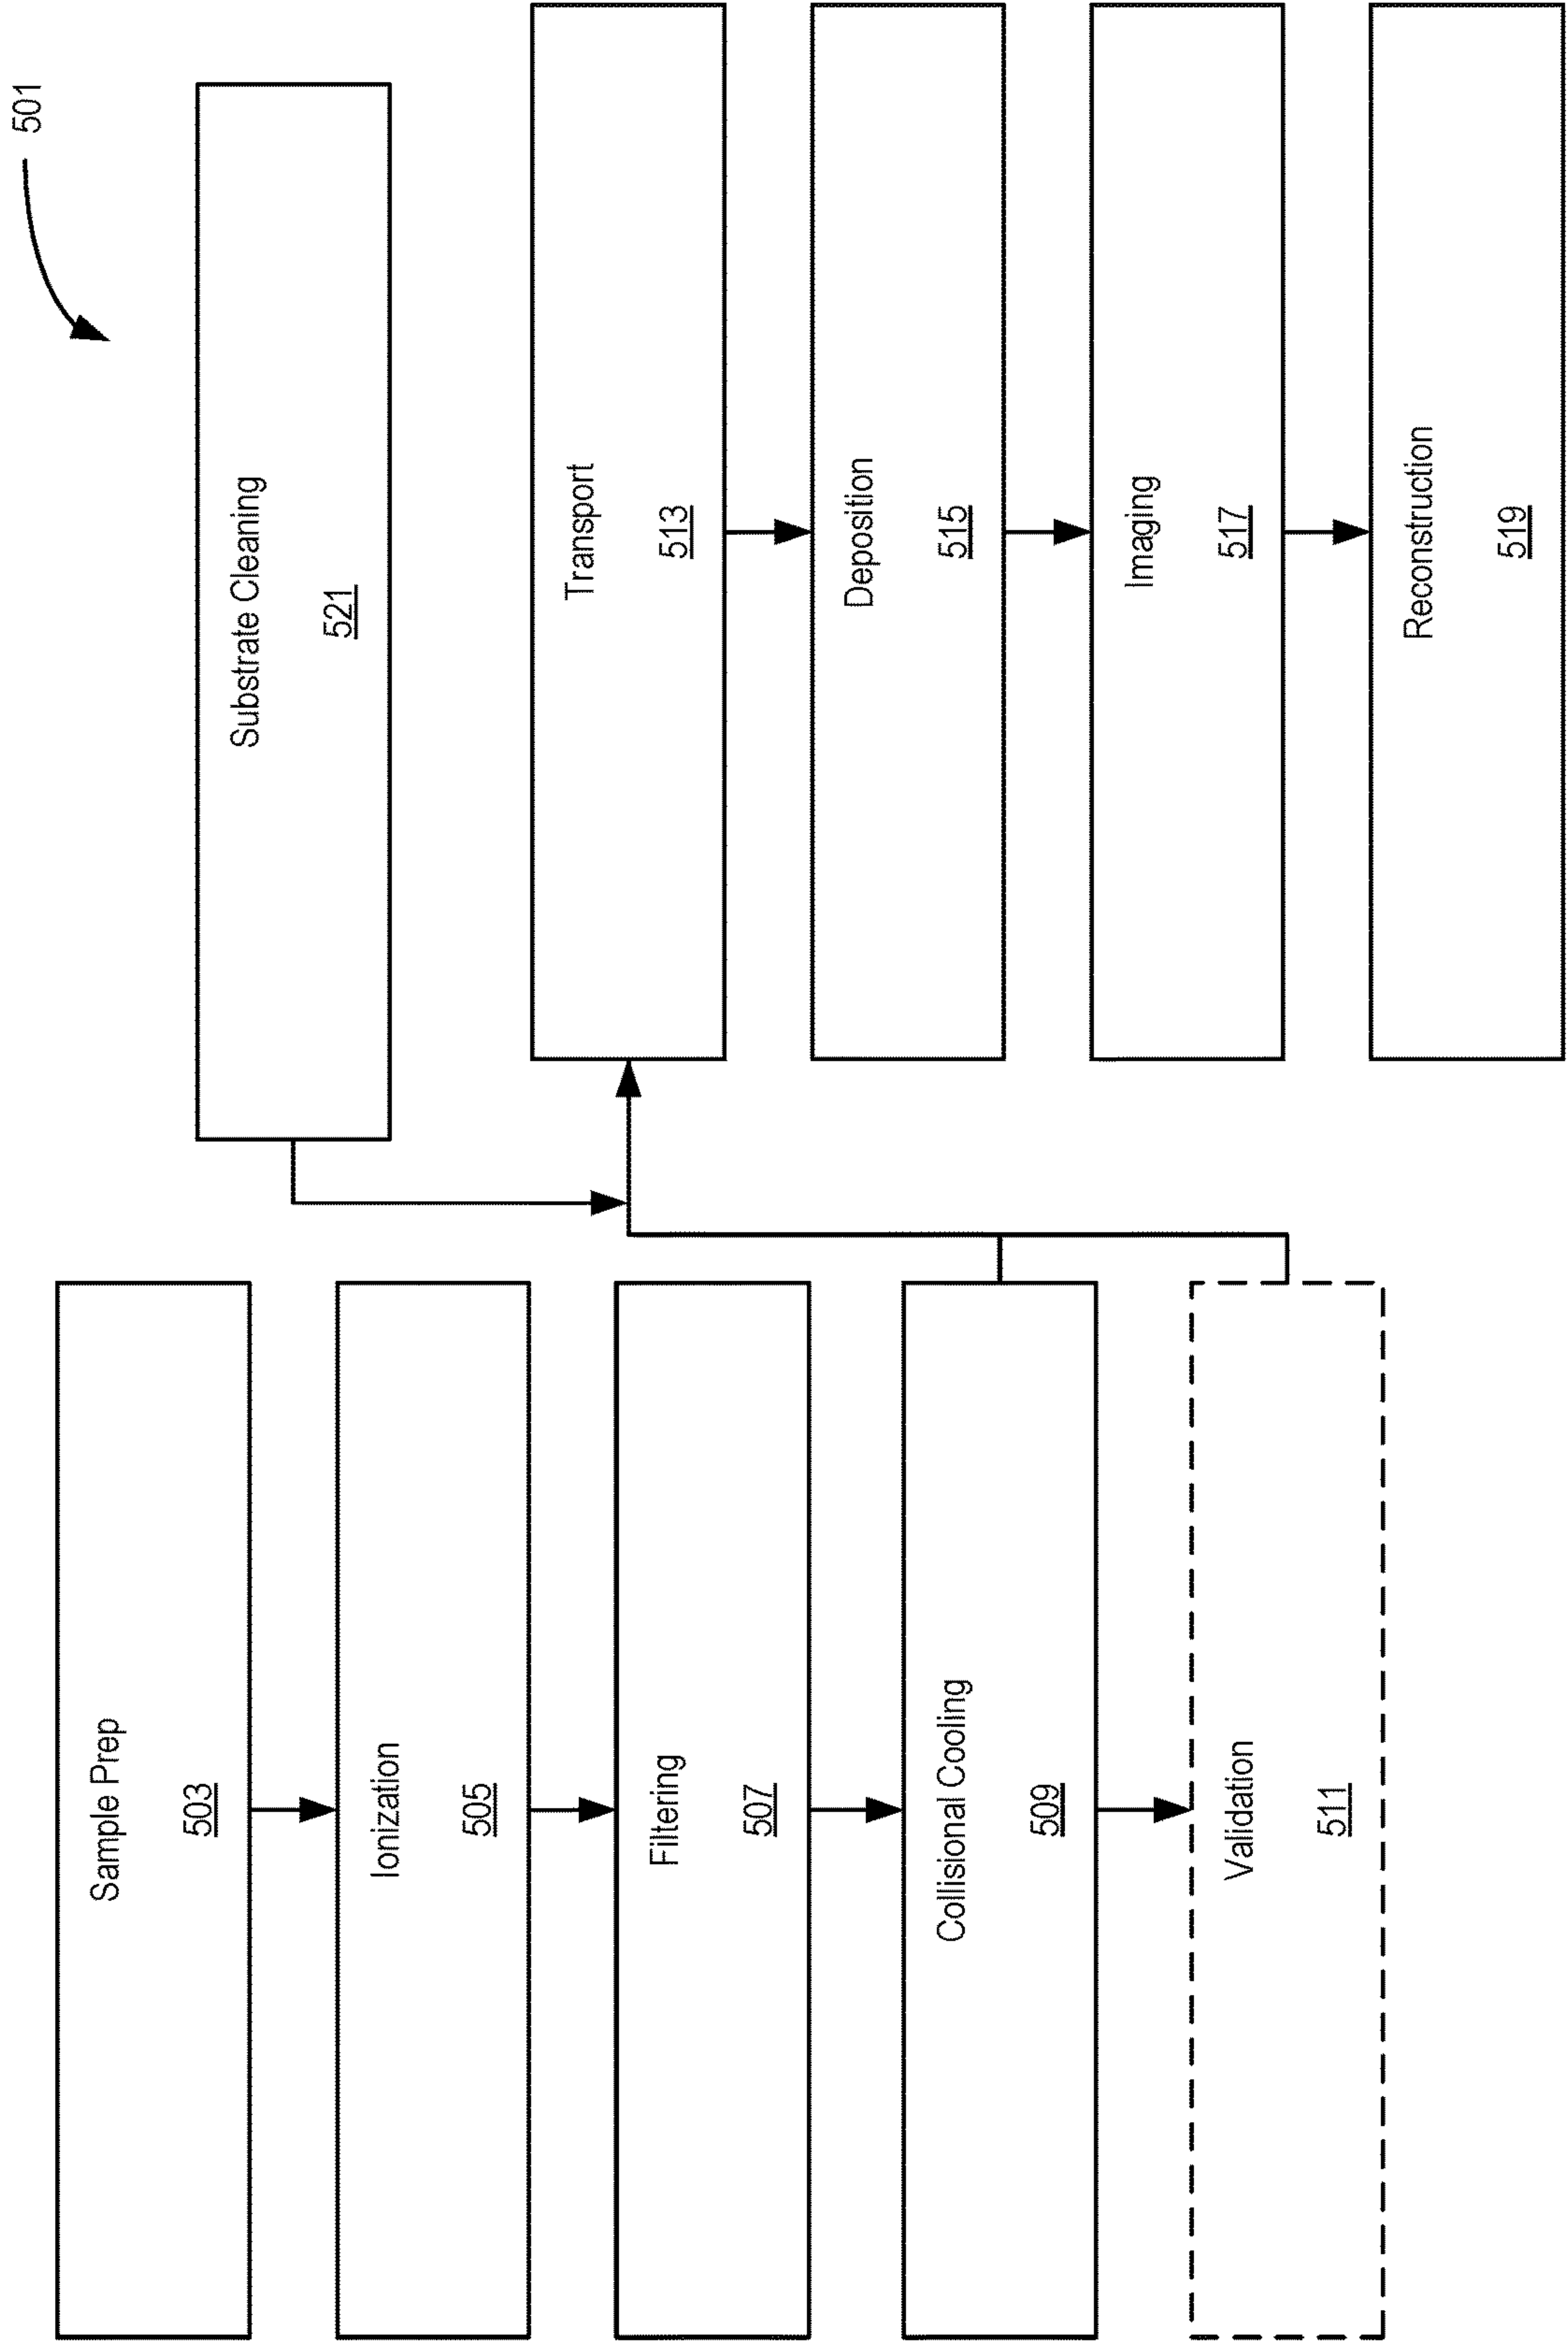 501
Sample Prep
503
Ionization
505
Filtering
507
Collisional Cooling
509
Validation
511
Substrate Cleaning
521
Transport
513
Deposition
515
Imaging
517
Reconstruction
519